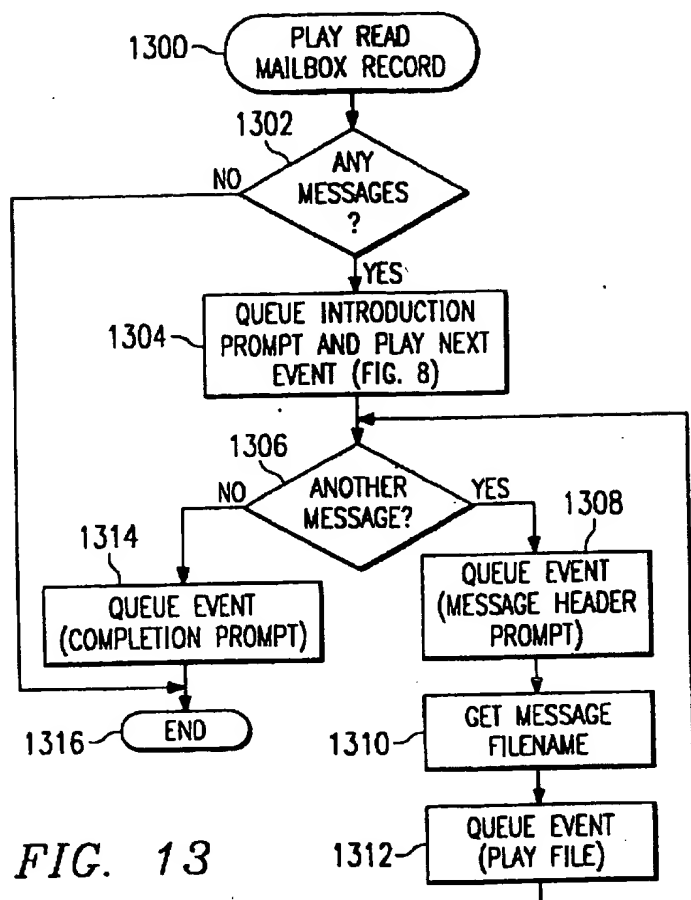 1300
PLAY READ
MAILBOX RECORD
1302
ANY
MESSAGES
?
NO
YES
1304
QUEUE INTRODUCTION
PROMPT AND PLAY NEXT
EVENT (FIG. 8)
1306
ANOTHER
MESSAGE?
NO
YES
1314
QUEUE EVENT
(COMPLETION PROMPT)
1316
END
1308
QUEUE EVENT
(MESSAGE HEADER
PROMPT)
1310
GET MESSAGE
FILENAME
1312
QUEUE EVENT
(PLAY FILE)
FIG. 13